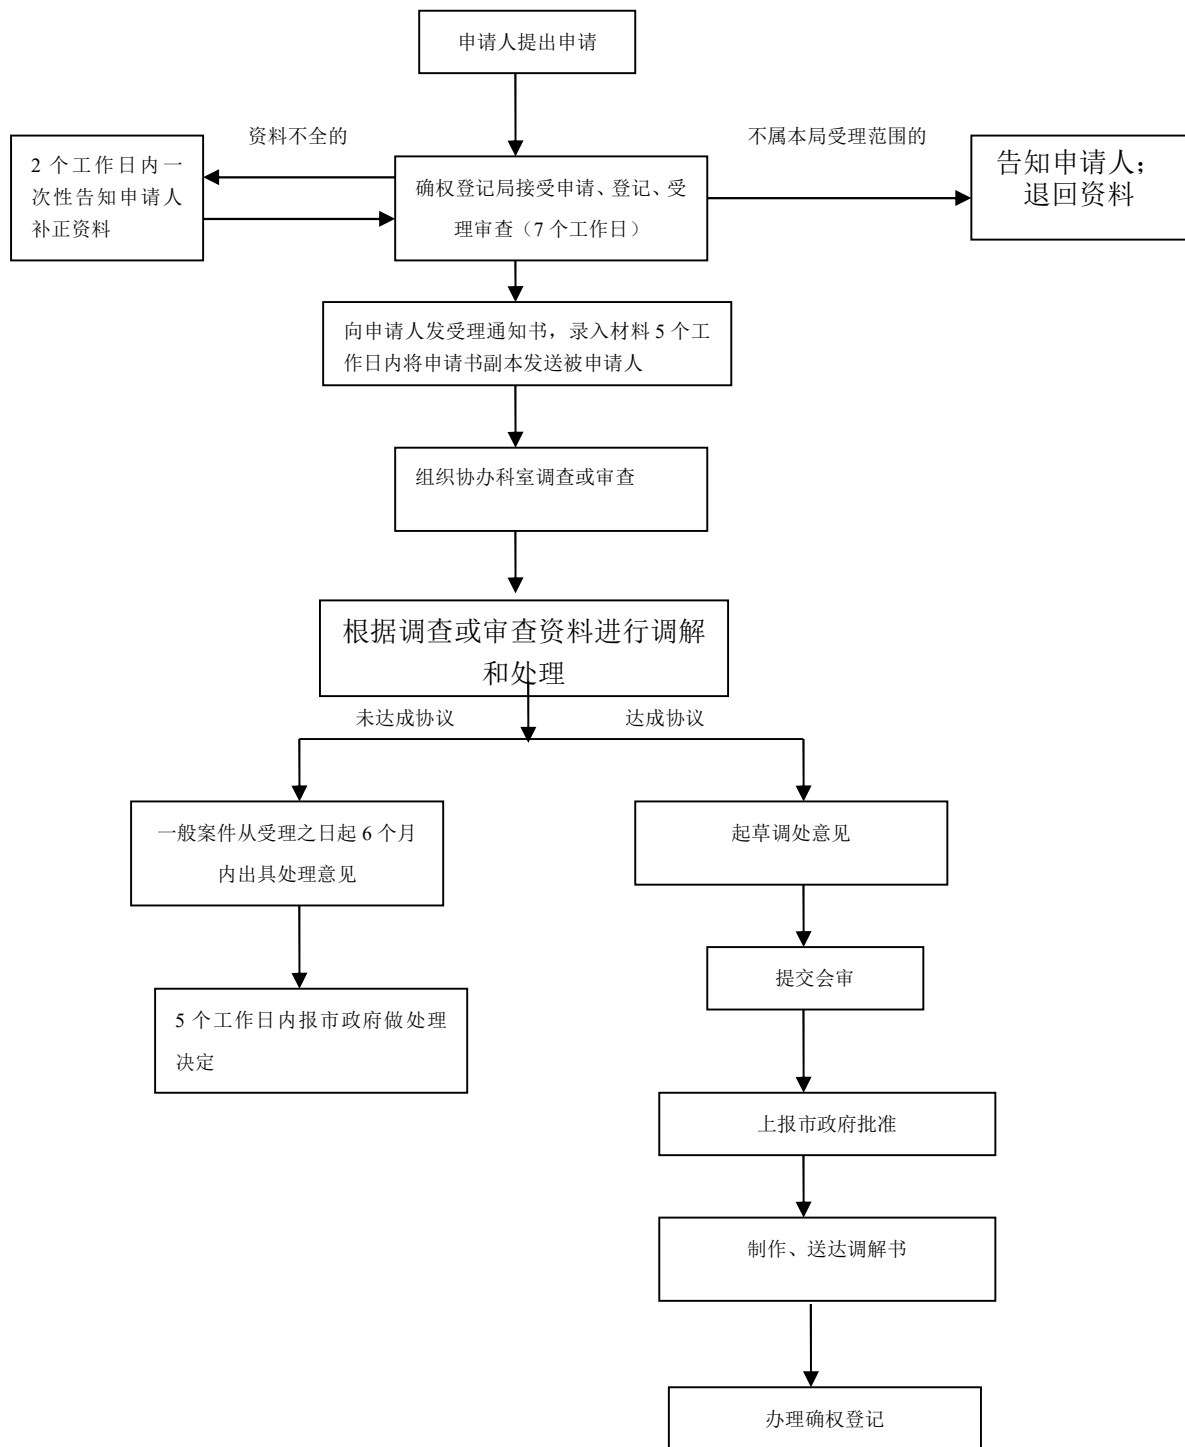 申请人提出申请
资料不全的
不属本局受理范围的
2 个工作日内一
次性告知申请人
补正资料
确权登记局接受申请、登记、受
理审查（7 个工作日）
告知申请人；
退回资料
向申请人发受理通知书，录入材料 5 个工
作日内将申请书副本发送被申请人
组织协办科室调查或审查
根据调查或审查资料进行调解
和处理
未达成协议
达成协议
一般案件从受理之日起 6 个月
内出具处理意见
起草调处意见
提交会审
5 个工作日内报市政府做处理
决定
上报市政府批准
制作、送达调解书
办理确权登记